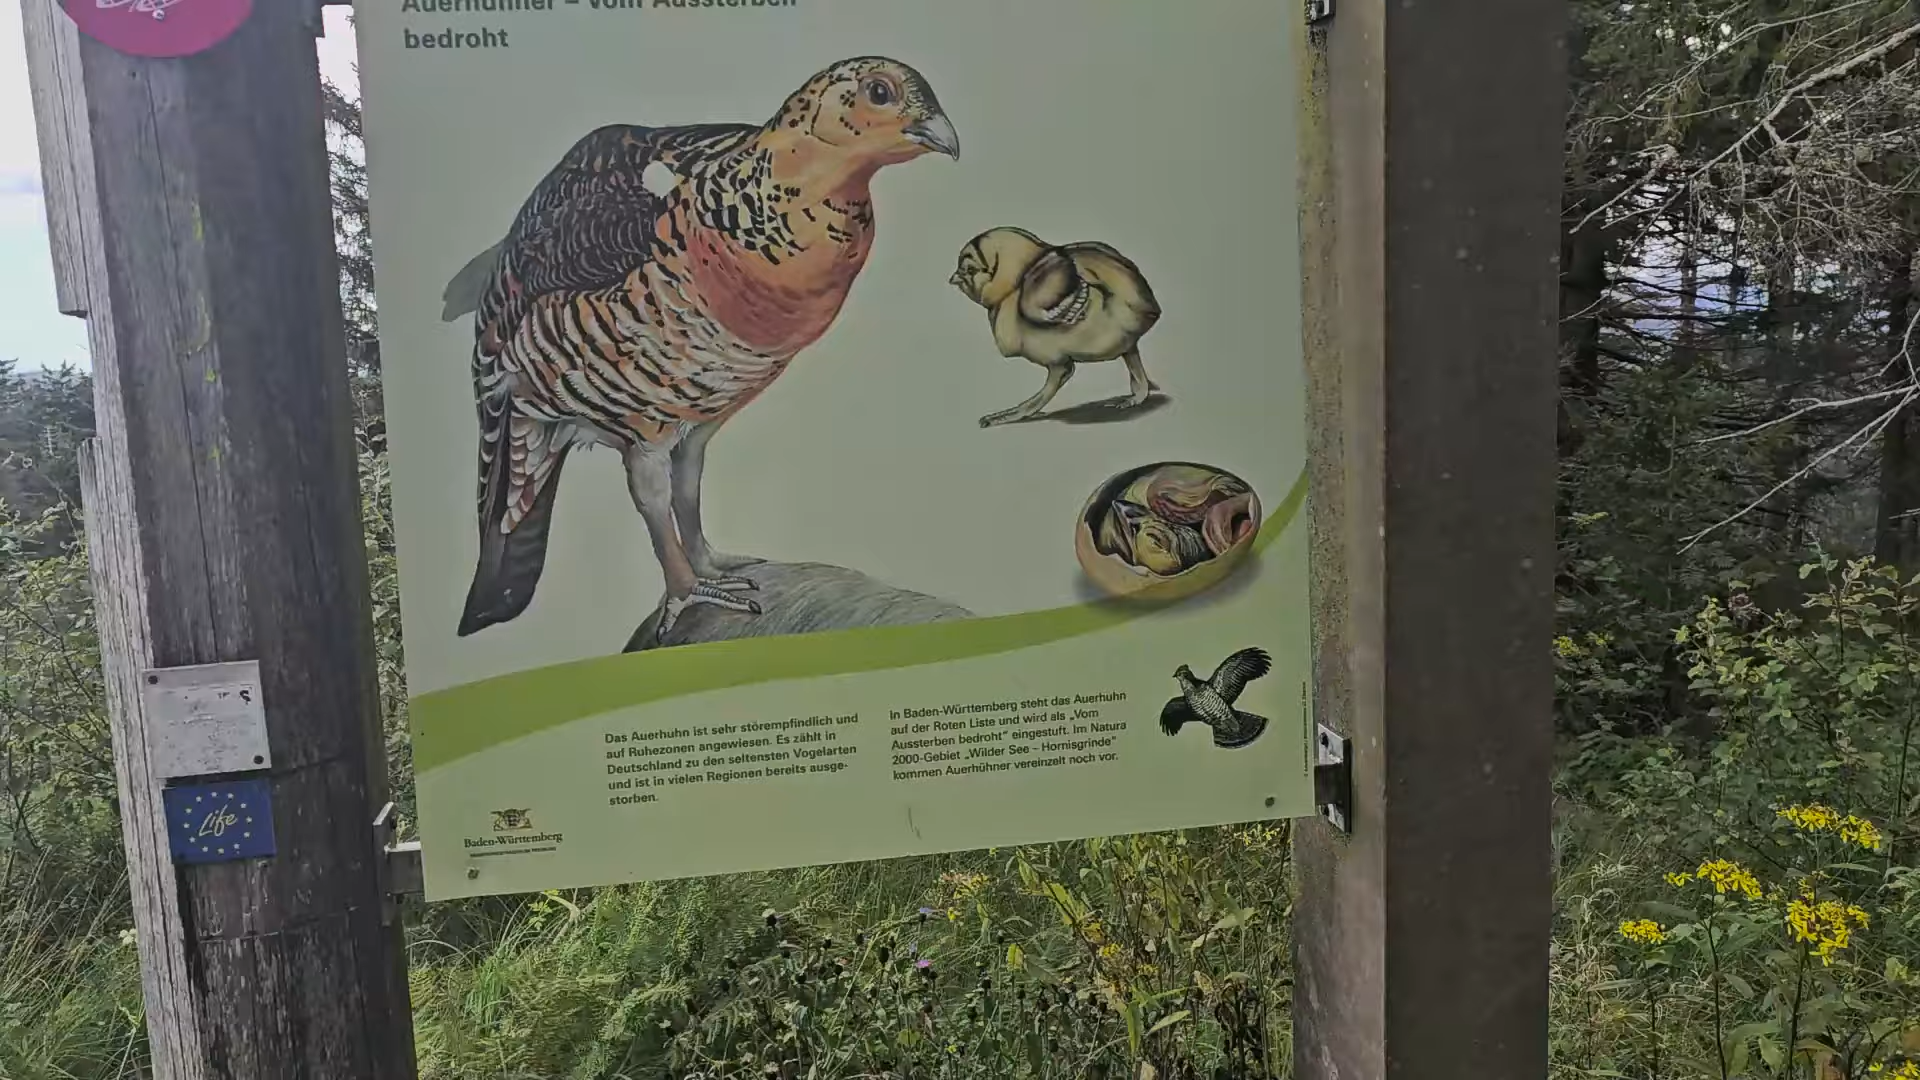 Auerhühner – vom Aussterben
bedroht
Das Auerhuhn ist sehr störempfindlich und
auf Ruhezonen angewiesen. Es zählt in
Deutschland zu den seltensten Vogelarten
und ist in vielen Regionen bereits ausge-
storben.
In Baden-Württemberg steht das Auerhuhn
auf der Roten Liste und wird als „Vom
Aussterben bedroht“ eingestuft. Im Natura
2000-Gebiet „Wilder See – Hornisgrinde“
kommen Auerhühner vereinzelt noch vor.
Baden-Württemberg
Life